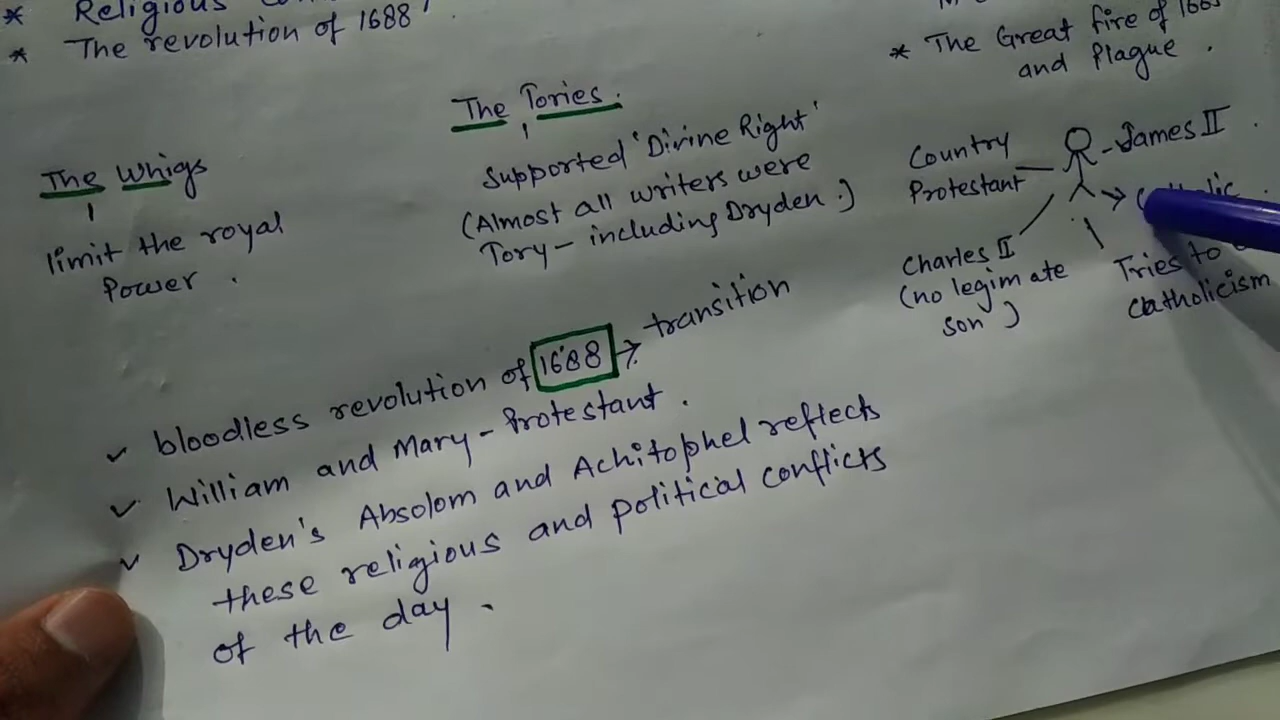 * Religious
* The revolution of 1688
* The Great fire of
and Plague .
The Whigs
limit the royal
Power .
The Tories .
Supported 'Divine Right'
(Almost all writers were
Tory - including Dryden .)
Country
Protestant
- James II .
Charles II
(no legimate
son )
Tries to
Catholicism
bloodless revolution of 1688 → transition
William and Mary - Protestant .
Dryden's Absolom and Achitophel reflects
these religious and political conflicts
of the day .